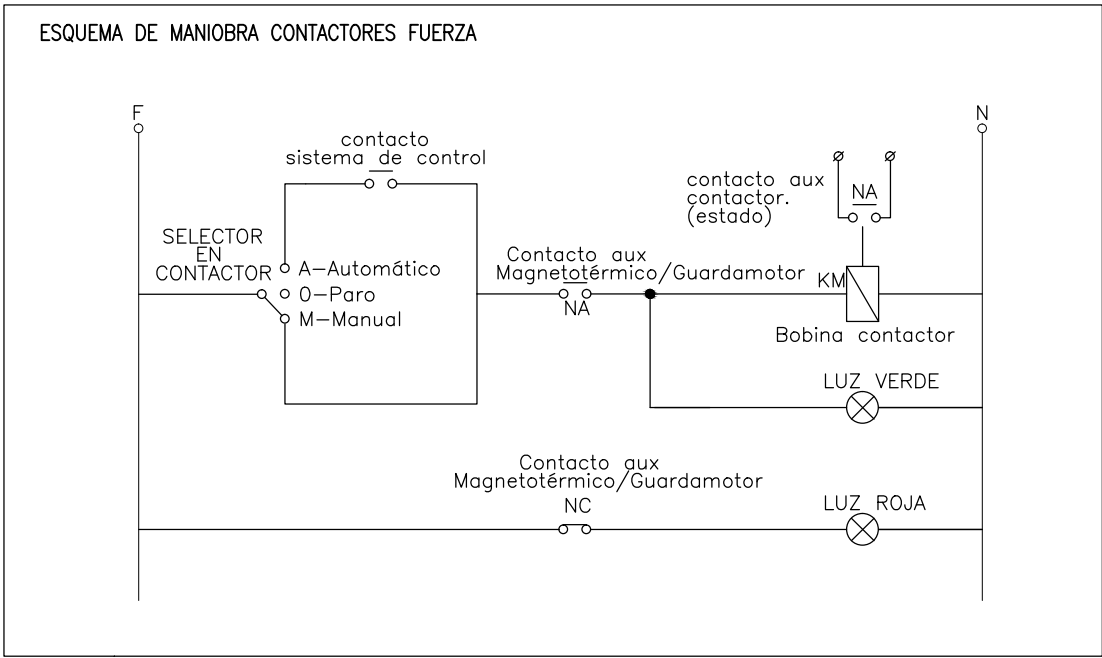 ESQUEMA DE MANIOBRA CONTACTORES FUERZA
F
N
contacto
sistema de control
contacto aux
contactor.
(estado)
NA
SELECTOR
EN
CONTACTOR
A-Automático
0-Paro
M-Manual
Contacto aux
Magnetotérmico/Guardamotor
NA
KM
Bobina contactor
LUZ VERDE
Contacto aux
Magnetotérmico/Guardamotor
NC
LUZ ROJA